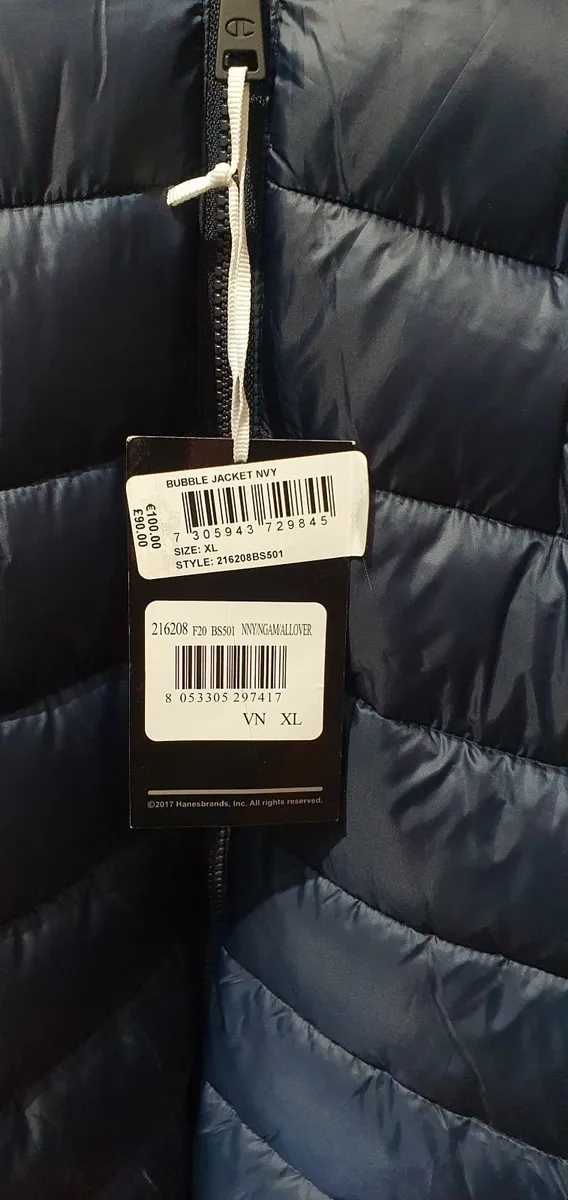 BUBBLE JACKET NVY
€100.00
£90.00
7 305943 729845
SIZE: XL
STYLE: 216208BS501
216208 F20 BS501 NNY/NGAM/ALLOVER
8 053305 297417
VN XL
©2017 Hanesbrands, Inc. All rights reserved.